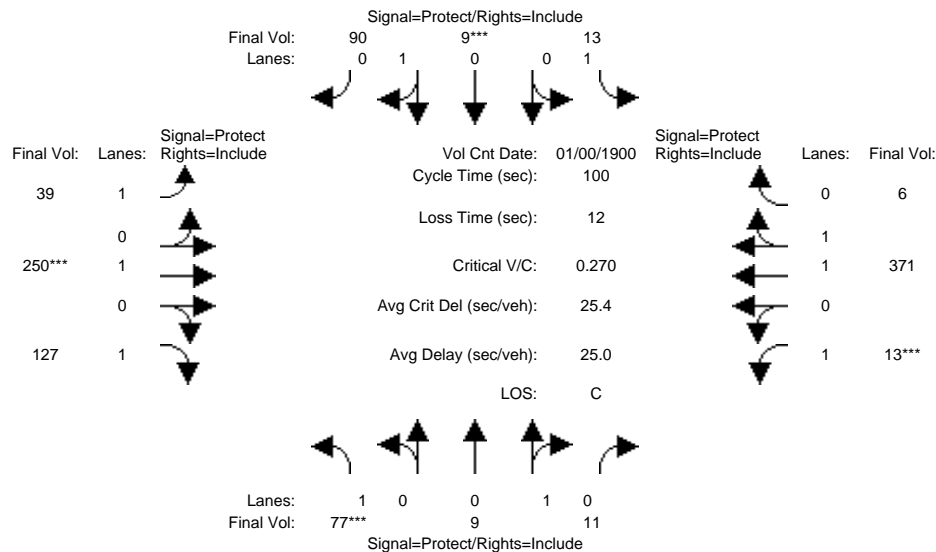 Signal=Protect/Rights=Include
Final Vol: 90 9*** 13
Lanes: 0 1 0 0 1
Signal=Protect
Final Vol: Lanes: Rights=Include
Vol Cnt Date: 01/00/1900
Signal=Protect
Rights=Include Lanes: Final Vol:
Cycle Time (sec): 100
39 1
0 6
Loss Time (sec): 12
0
1
250*** 1
Critical V/C: 0.270
1 371
0
Avg Crit Del (sec/veh): 25.4
0
127 1
Avg Delay (sec/veh): 25.0
1 13***
LOS: C
Lanes: 1 0 0 1 0
Final Vol: 77*** 9 11
Signal=Protect/Rights=Include